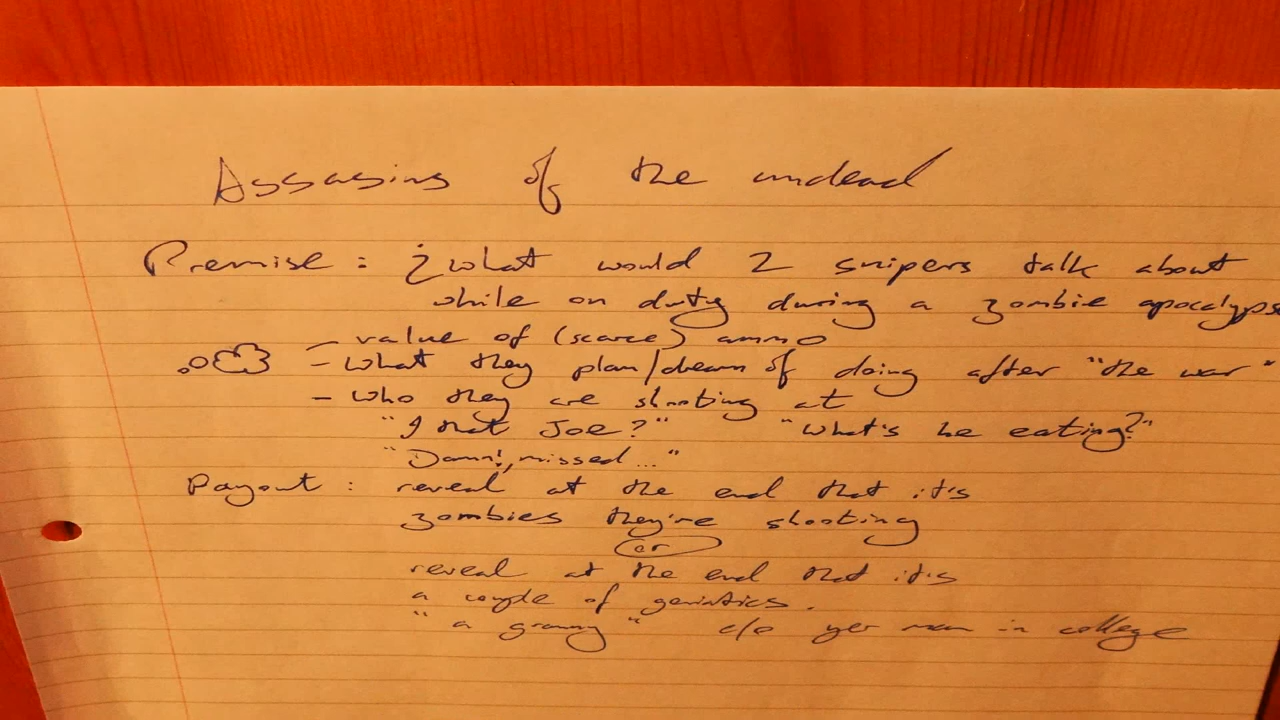 Assasins of the undead
Premise : ¿ what would 2 snipers talk about
while on duty during a zombie apocalypse
- value of (scarce) ammo
- what they plan/dream of doing after "the war"
- who they are shooting at
"I that Joe?" "What's he eating?"
"Damn!, missed..."
Payout : reveal at the end that it's
zombies they're shooting
or
reveal at the end that it's
a couple of geriatrics.
"a granny" c/o yer man in college